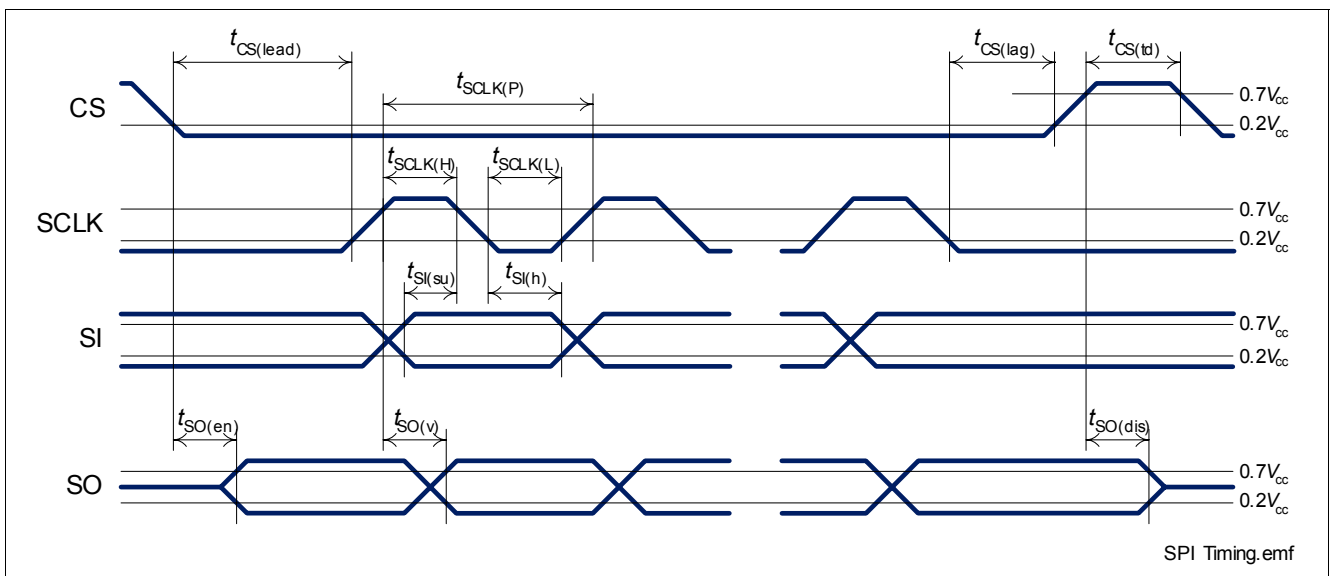 tCS(lead)
tCS(lag)
tCS(td)
tSCLK(P)
CS
0.7Vcc
0.2Vcc
tSCLK(H)
tSCLK(L)
SCLK
0.7Vcc
0.2Vcc
tSI(su)
tSI(h)
SI
0.7Vcc
0.2Vcc
tSO(en)
tSO(v)
tSO(dis)
SO
0.7Vcc
0.2Vcc
SPI Timing.emf